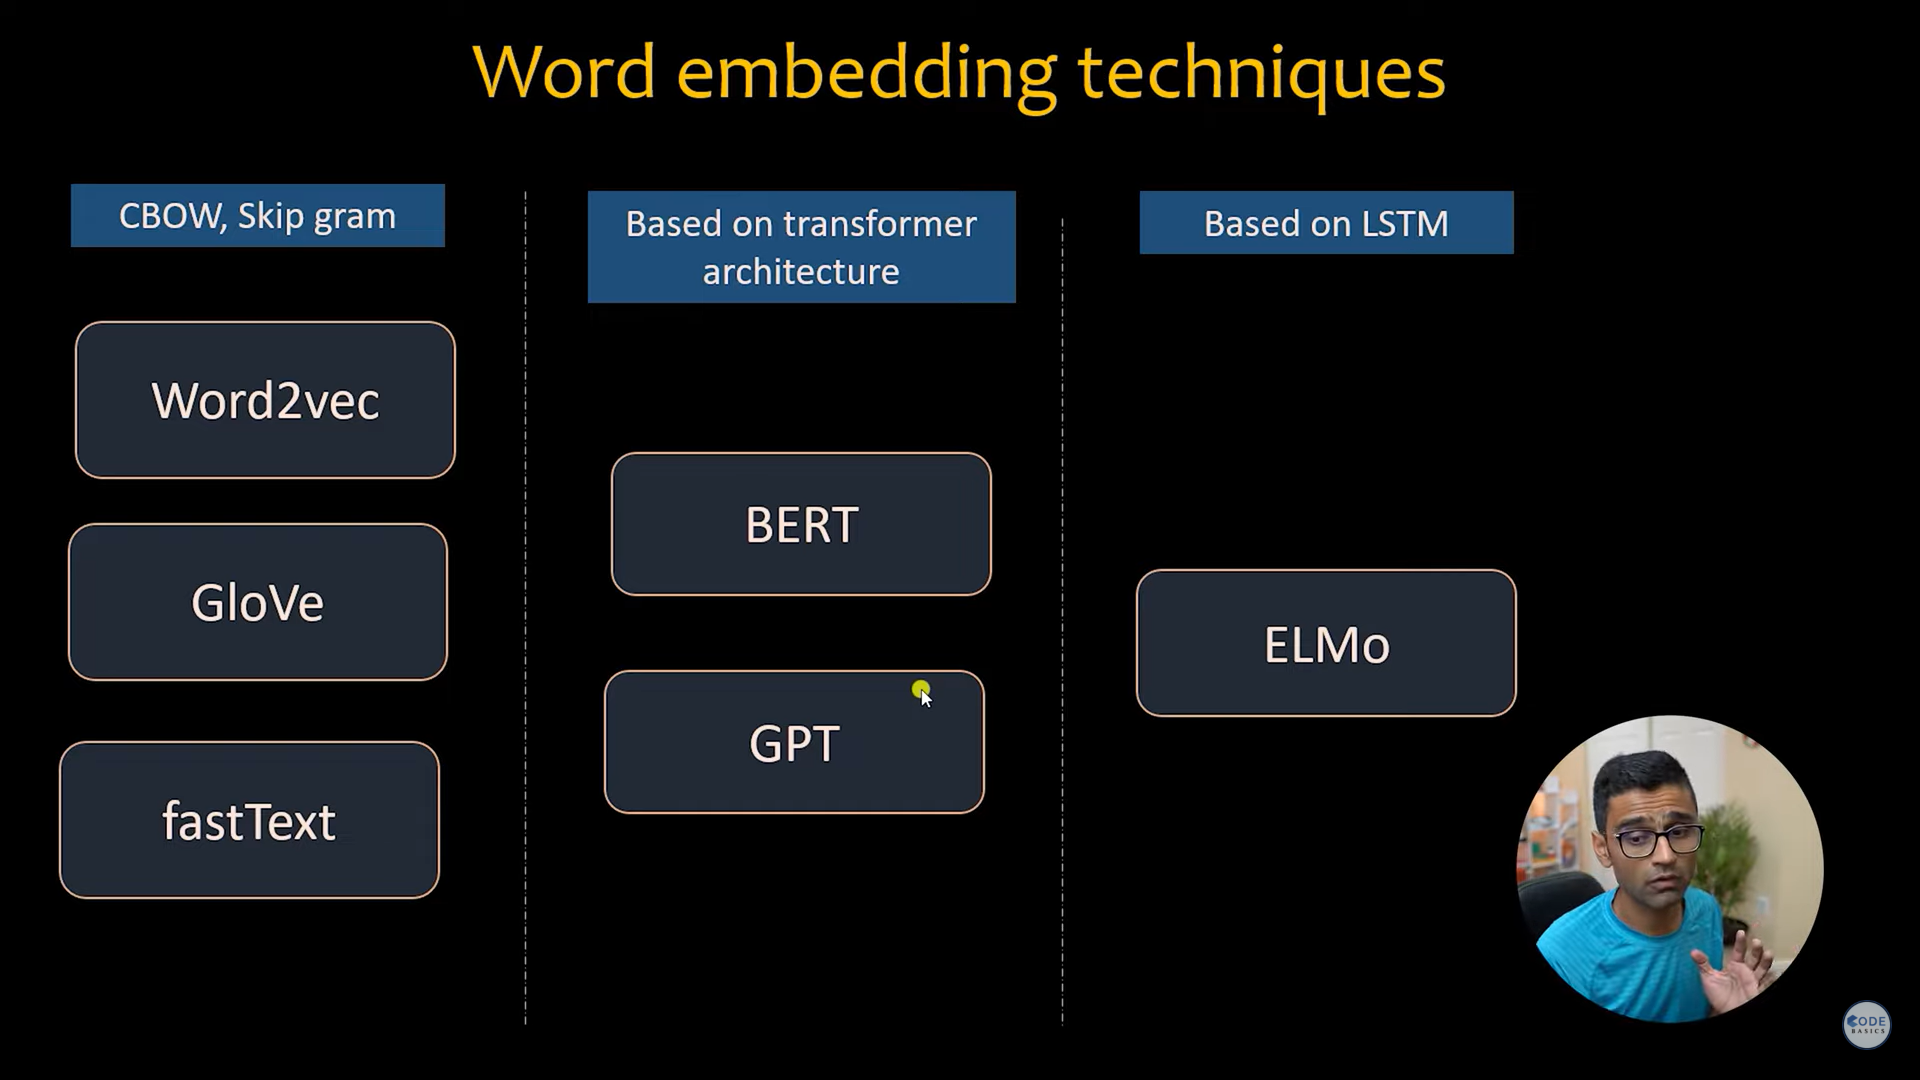 Word embedding techniques
CBOW, Skip gram
Word2vec
GloVe
fastText
Based on transformer
architecture
BERT
GPT
Based on LSTM
ELMo
CODE
BASICS